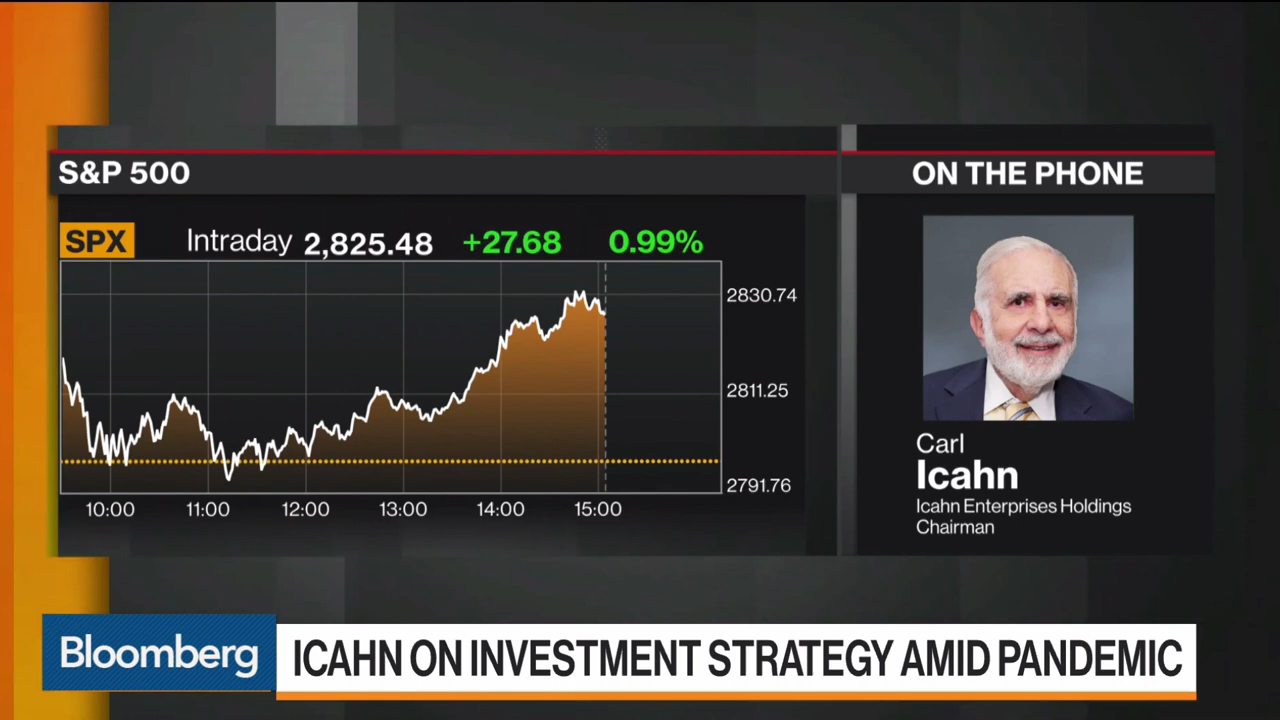 S&P 500
SPX Intraday 2,825.48 +27.68 0.99%
2830.74
2811.25
2791.76
10:00 11:00 12:00 13:00 14:00 15:00
ON THE PHONE
Carl
Icahn
Icahn Enterprises Holdings
Chairman
Bloomberg
ICAHN ON INVESTMENT STRATEGY AMID PANDEMIC